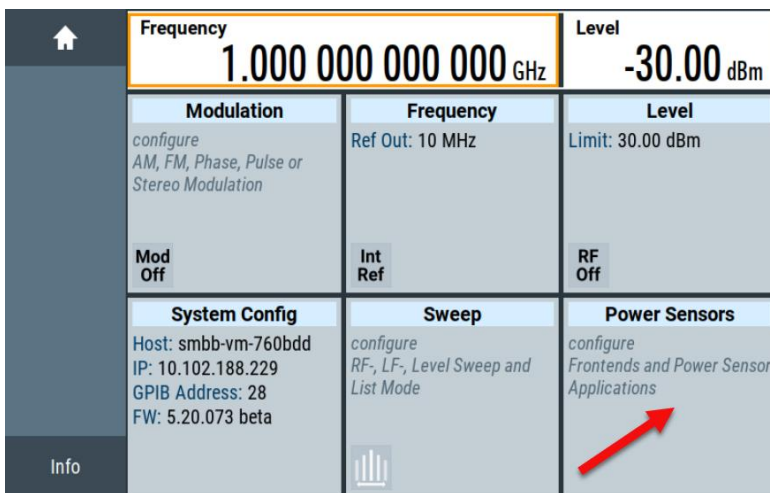 Frequency
1.000 000 000 000 GHz
Level
-30.00 dBm
Modulation
configure
AM, FM, Phase, Pulse or
Stereo Modulation
Mod
Off
Frequency
Ref Out: 10 MHz
Int
Ref
Level
Limit: 30.00 dBm
RF
Off
System Config
Host: smbb-vm-760bdd
IP: 10.102.188.229
GPIB Address: 28
FW: 5.20.073 beta
Sweep
configure
RF-, LF-, Level Sweep and
List Mode
Power Sensors
configure
Frontends and Power Sensor
Applications
Info